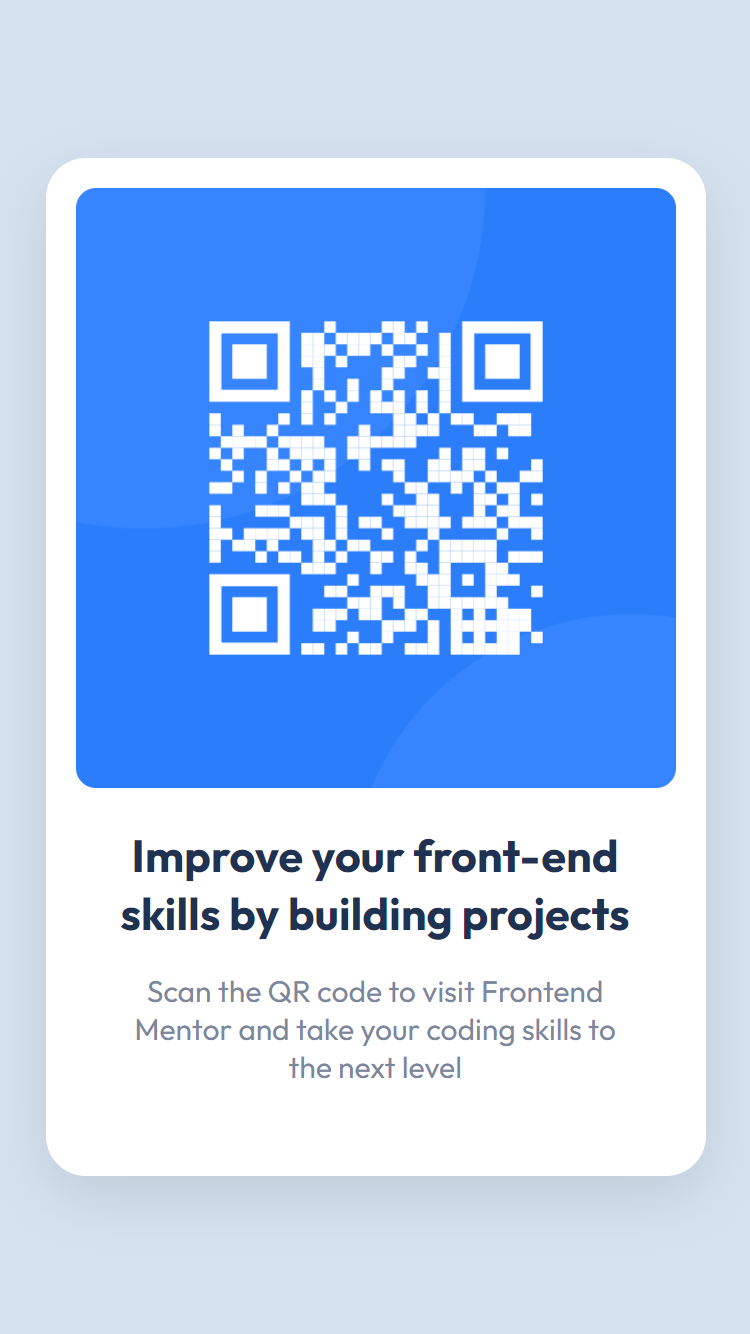 Improve your front-end
skills by building projects
Scan the QR code to visit Frontend
Mentor and take your coding skills to
the next level